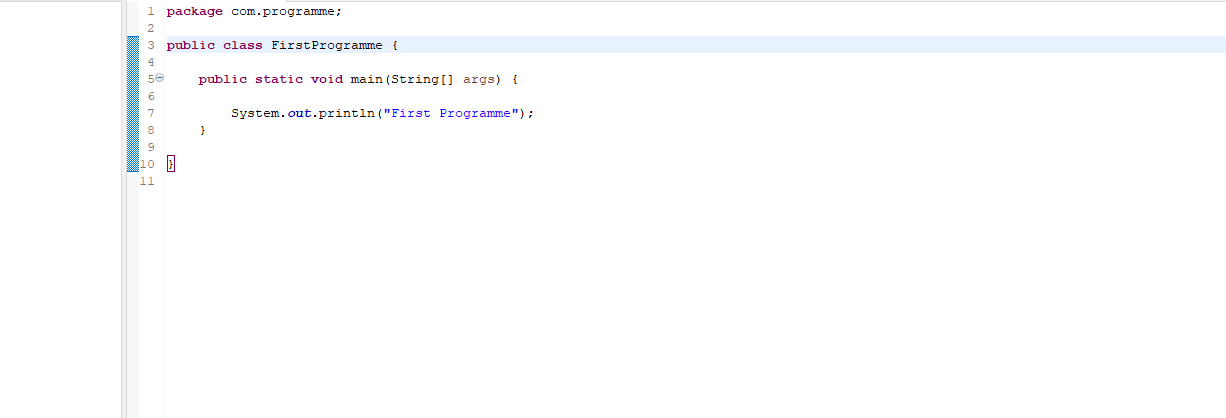 1 package com.programme;
2
3 public class FirstProgramme {
4
5 public static void main(String[] args) {
6
7 System.out.println("First Programme");
8 }
9
10 }
11